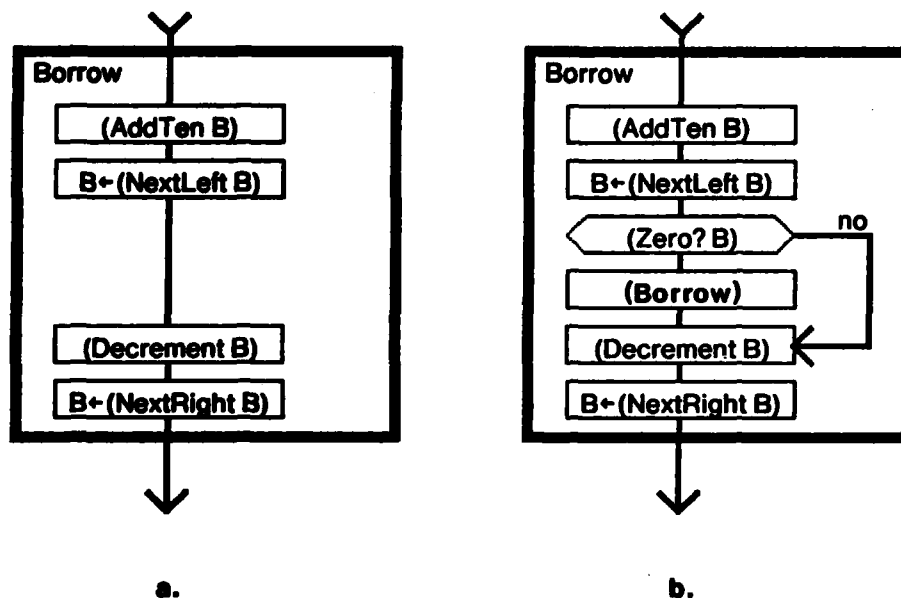 Borrow
(AddTen B)
B←(NextLeft B)
(Decrement B)
B←(NextRight B)
a.
Borrow
(AddTen B)
B←(NextLeft B)
(Zero? B)
no
(Borrow)
(Decrement B)
B←(NextRight B)
b.